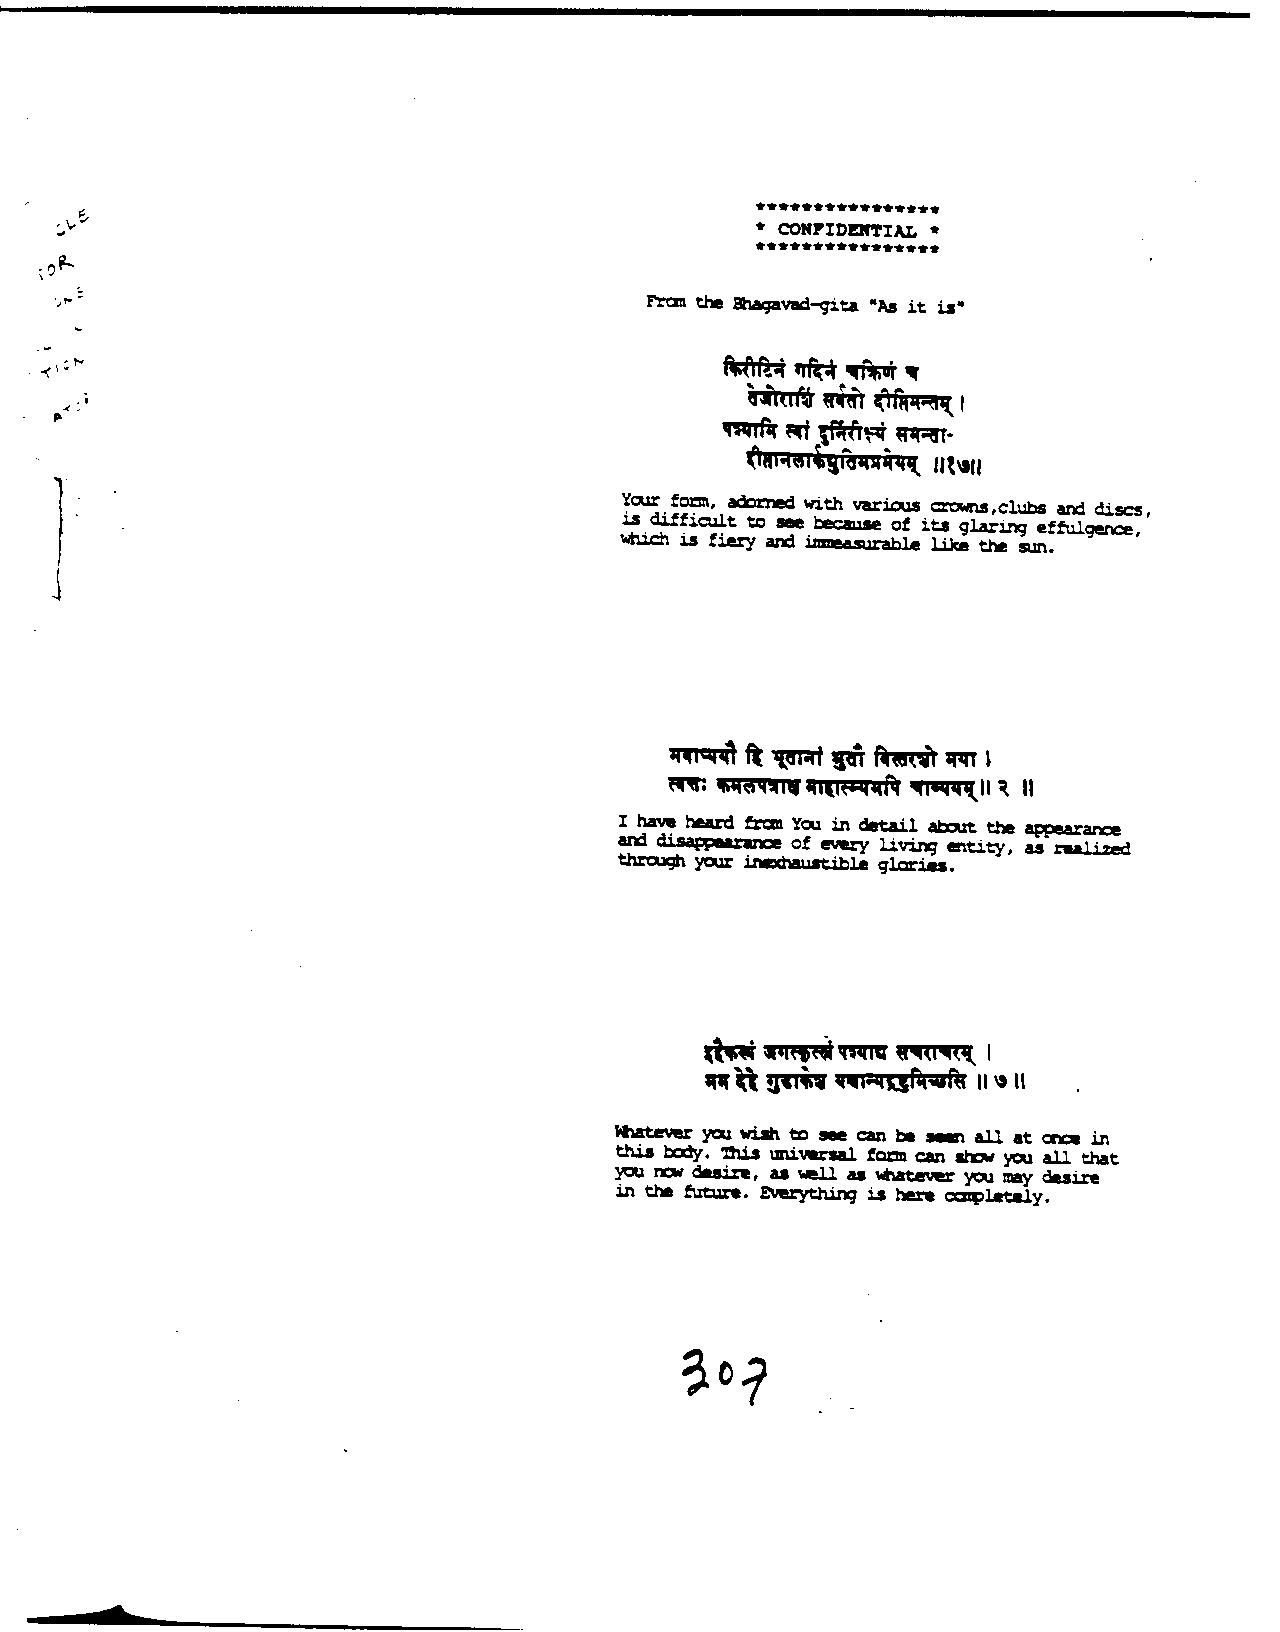 ****************
* CONFIDENTIAL *
****************
From the Bhagavad-gita "As it is"
किरीटिनं गदिनं चक्रिणं च
तेजोराशिं सर्वतो दीप्तिमन्तम् ।
पश्यामि त्वां दुर्निरीक्ष्यं समन्ता-
द्दीप्तानलार्कद्युतिमप्रमेयम् ॥१७॥
Your form, adorned with various crowns,clubs and discs,
is difficult to see because of its glaring effulgence,
which is fiery and immeasurable like the sun.
भवाप्ययौ हि भूतानां श्रुतौ विस्तरशो मया ।
त्वत्तः कमलपत्राक्ष माहात्म्यमपि चाव्ययम् ॥ २ ॥
I have heard from You in detail about the appearance
and disappearance of every living entity, as realized
through your inexhaustible glories.
इहैकस्थं जगत्कृत्स्नं पश्याद्य सचराचरम् ।
मम देहे गुडाकेश यच्चान्यद्द्रष्टुमिच्छसि ॥ ७ ॥
Whatever you wish to see can be seen all at once in
this body. This universal form can show you all that
you now desire, as well as whatever you may desire
in the future. Everything is here completely.
307